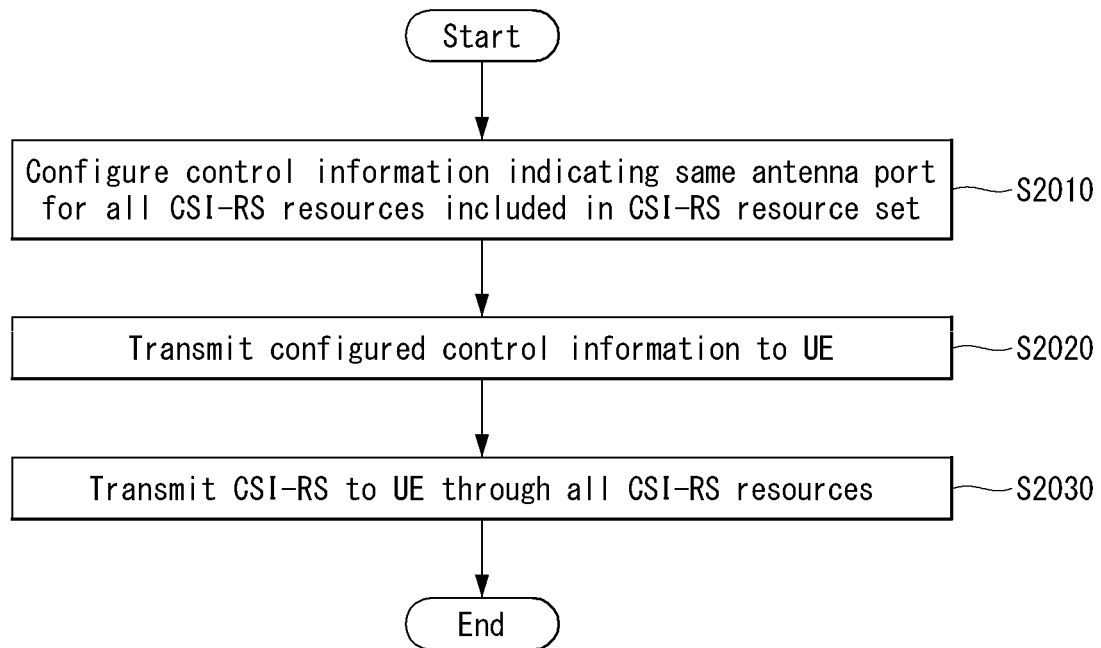 Start
Configure control information indicating same antenna port
for all CSI-RS resources included in CSI-RS resource set
S2010
Transmit configured control information to UE
S2020
Transmit CSI-RS to UE through all CSI-RS resources
S2030
End